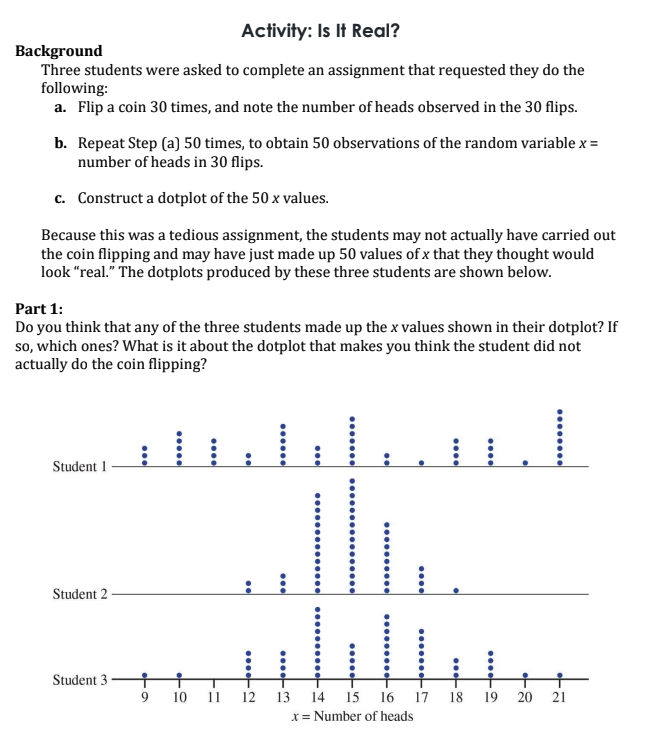 Activity: Is It Real?
Background
Three students were asked to complete an assignment that requested they do the
following:
a. Flip a coin 30 times, and note the number of heads observed in the 30 flips.
b. Repeat Step (a) 50 times, to obtain 50 observations of the random variable x =
number of heads in 30 flips.
c. Construct a dotplot of the 50 x values.
Because this was a tedious assignment, the students may not actually have carried out
the coin flipping and may have just made up 50 values of x that they thought would
look “real.” The dotplots produced by these three students are shown below.
Part 1:
Do you think that any of the three students made up the x values shown in their dotplot? If
so, which ones? What is it about the dotplot that makes you think the student did not
actually do the coin flipping?
Student 1
Student 2
Student 3
9 10 11 12 13 14 15 16 17 18 19 20 21
x = Number of heads